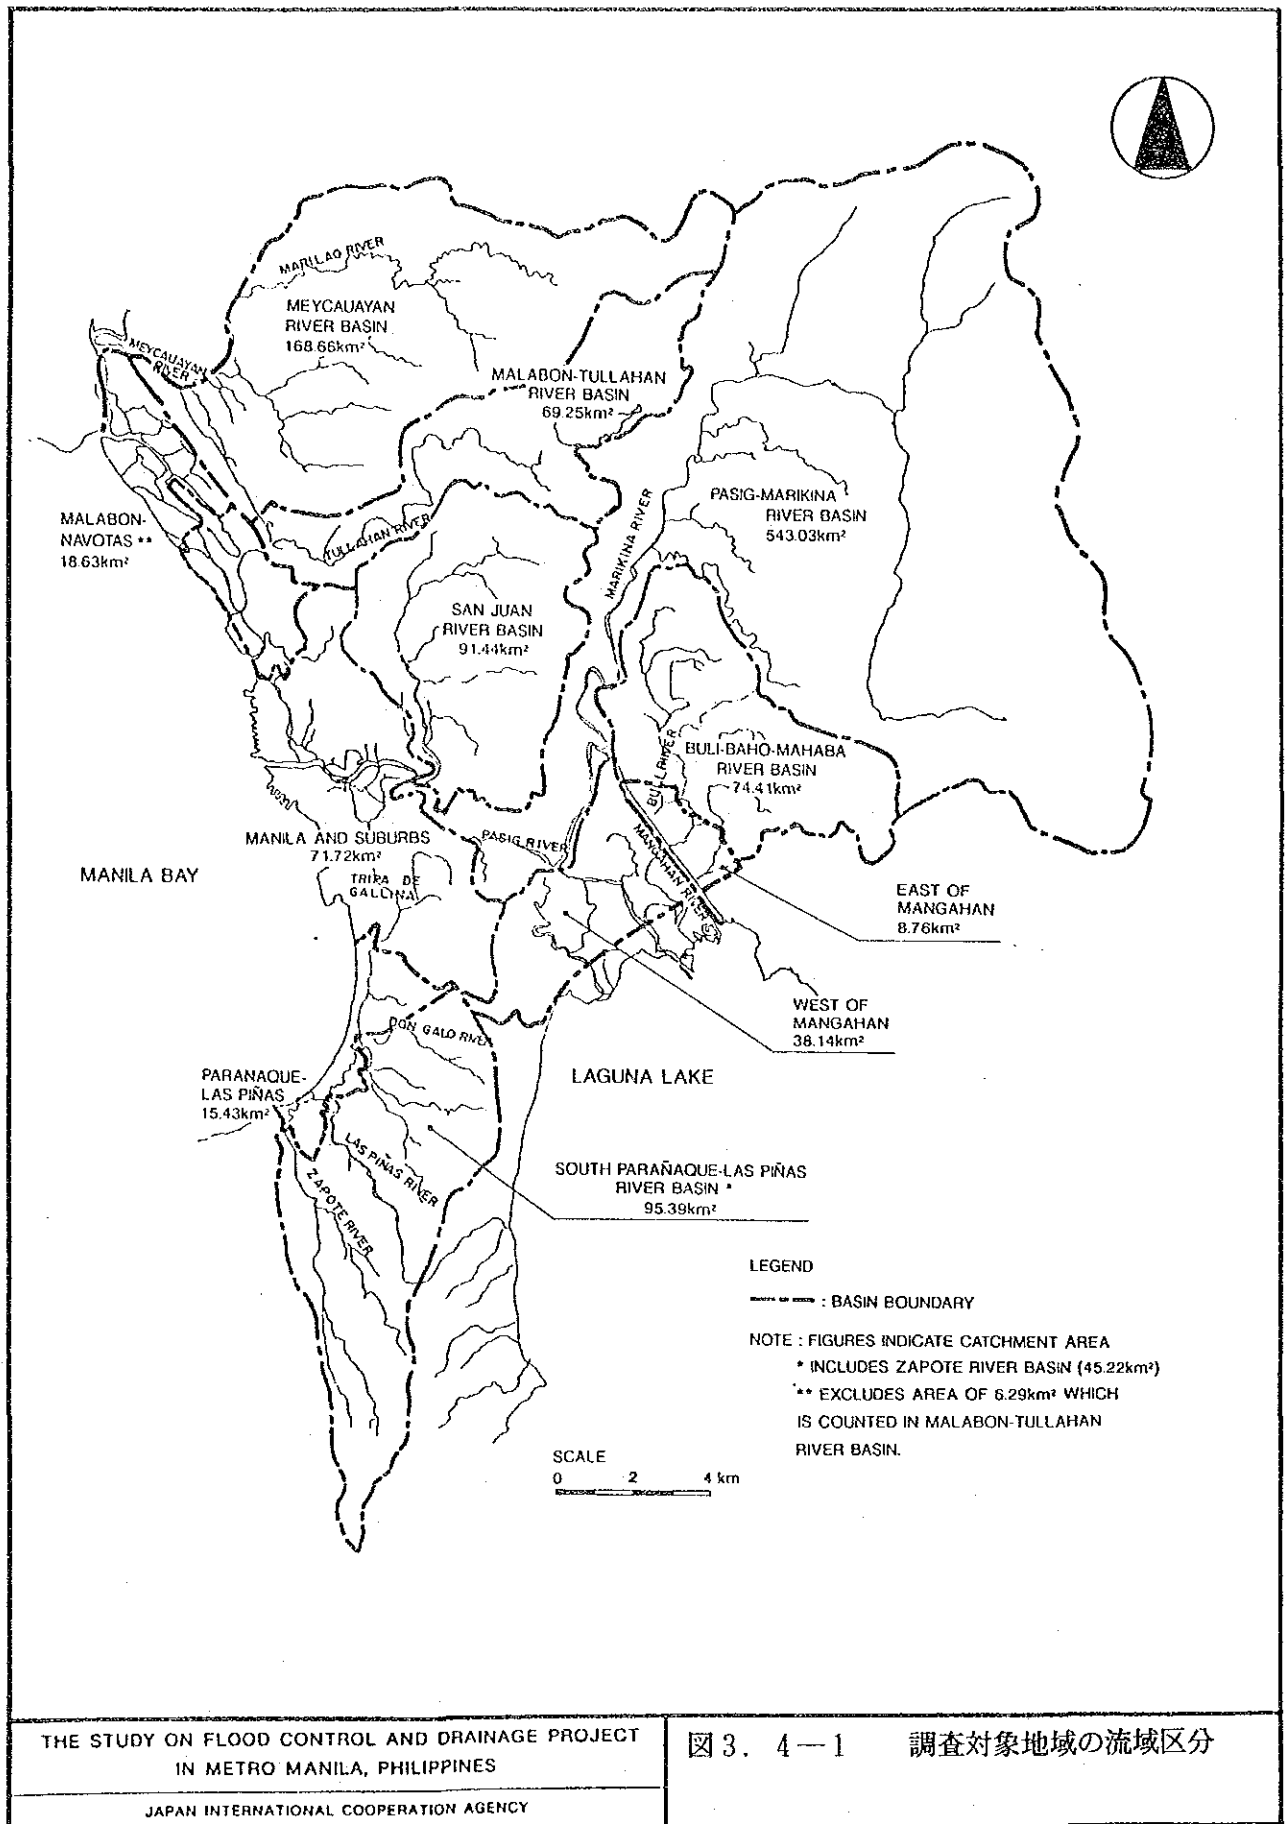 MARILAO RIVER
MEYCAUAYAN
RIVER BASIN
168.66km²
MEYCAUAYAN
RIVER
MALABON-TULLAHAN
RIVER BASIN
69.25km²
PASIG-MARIKINA
RIVER BASIN
543.03km²
MALABON-
NAVOTAS **
18.63km²
TULLAHAN RIVER
MARIKINA RIVER
SAN JUAN
RIVER BASIN
91.44km²
BULI RIVER
BULI-BAHO-MAHABA
RIVER BASIN
74.41km²
MANILA AND SUBURBS
71.72km²
PASIG RIVER
MANGAHAN RIVER
MANILA BAY
TRIPA DE
GALLINA
EAST OF
MANGAHAN
8.76km²
WEST OF
MANGAHAN
38.14km²
DON GALO RIVER
PARANAQUE-
LAS PIÑAS
15.43km²
LAGUNA LAKE
LAS PIÑAS RIVER
ZAPOTE RIVER
SOUTH PARAÑAQUE-LAS PIÑAS
RIVER BASIN *
95.39km²
LEGEND
: BASIN BOUNDARY
NOTE : FIGURES INDICATE CATCHMENT AREA
* INCLUDES ZAPOTE RIVER BASIN (45.22km²)
** EXCLUDES AREA OF 6.29km² WHICH
IS COUNTED IN MALABON-TULLAHAN
RIVER BASIN.
SCALE
0 2 4 km
THE STUDY ON FLOOD CONTROL AND DRAINAGE PROJECT
IN METRO MANILA, PHILIPPINES
JAPAN INTERNATIONAL COOPERATION AGENCY
図3. 4-1 調査対象地域の流域区分